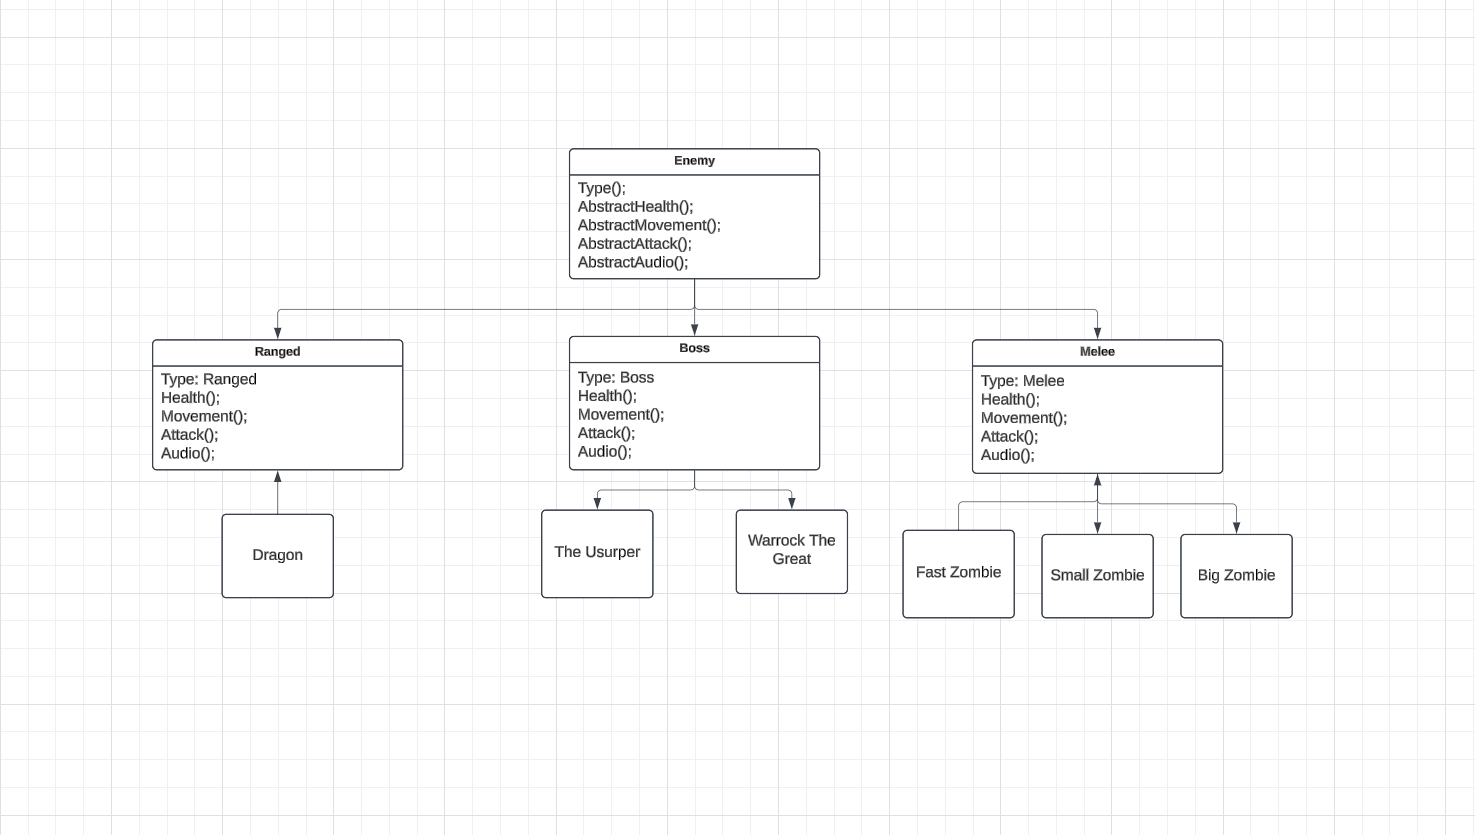 Enemy
Type();
AbstractHealth();
AbstractMovement();
AbstractAttack();
AbstractAudio();
Ranged
Type: Ranged
Health();
Movement();
Attack();
Audio();
Boss
Type: Boss
Health();
Movement();
Attack();
Audio();
Melee
Type: Melee
Health();
Movement();
Attack();
Audio();
Dragon
The Usurper
Warrock The
Great
Fast Zombie
Small Zombie
Big Zombie